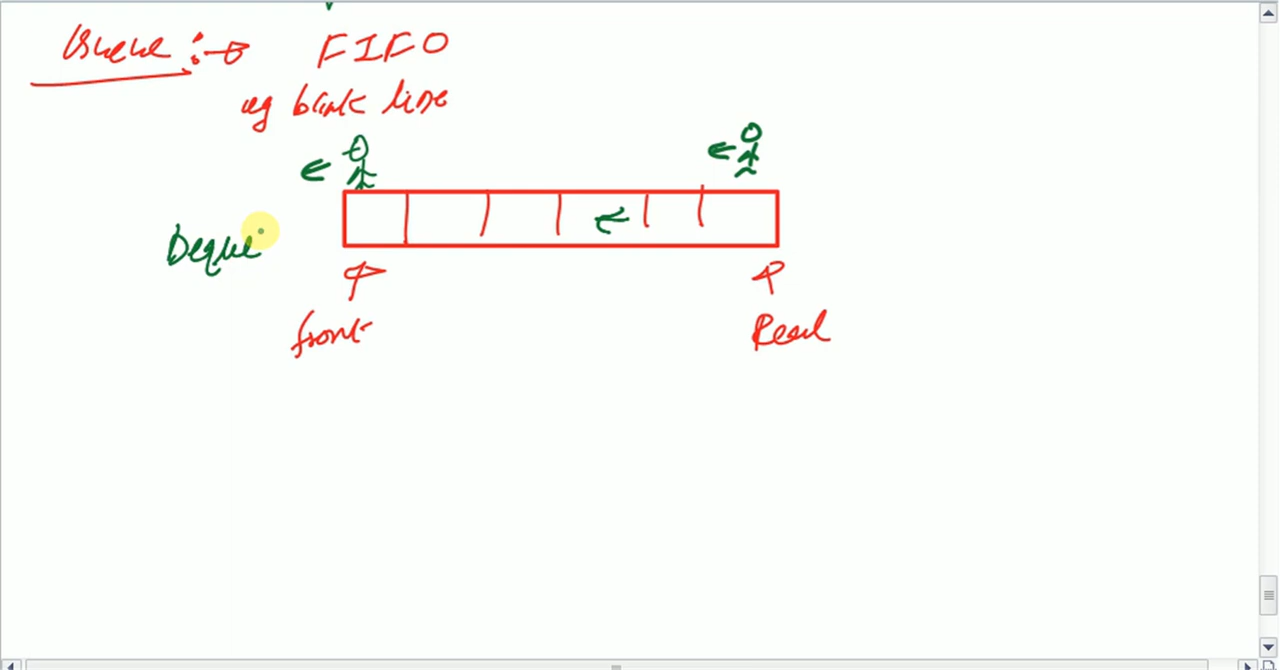 Queue :→ FIFO
eg bank line
Deque
front
Rear